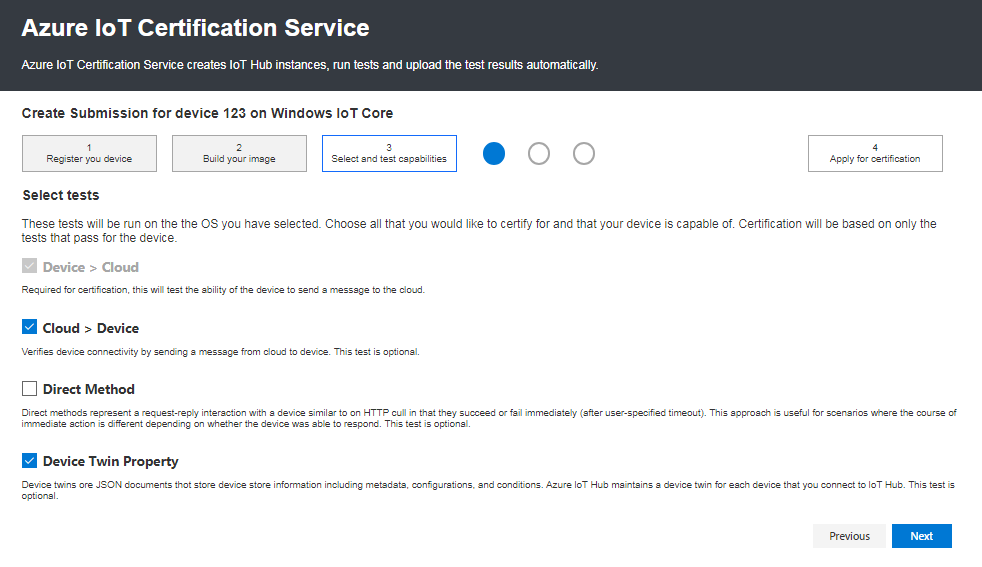 Azure IoT Certification Service
Azure IoT Certification Service creates IoT Hub instances, run tests and upload the test results automatically.
Create Submission for device 123 on Windows IoT Core
1
Register you device
2
Build your image
3
Select and test capabilities
4
Apply for certification
Select tests
These tests will be run on the the OS you have selected. Choose all that you would like to certify for and that your device is capable of. Certification will be based on only the
tests that pass for the device.
Device > Cloud
Required for certification, this will test the ability of the device to send a message to the cloud.
Cloud > Device
Verifies device connectivity by sending a message from cloud to device. This test is optional.
Direct Method
Direct methods represent a request-reply interaction with a device similar to on HTTP cull in that they succeed or fail immediately (after user-specified timeout). This approach is useful for scenarios where the course of
immediate action is different depending on whether the device was able to respond. This test is optional.
Device Twin Property
Device twins ore JSON documents thot store device store information including metadata, configurations, and conditions. Azure IoT Hub maintains a device twin for each device that you connect to IoT Hub. This test is
optional.
Previous
Next